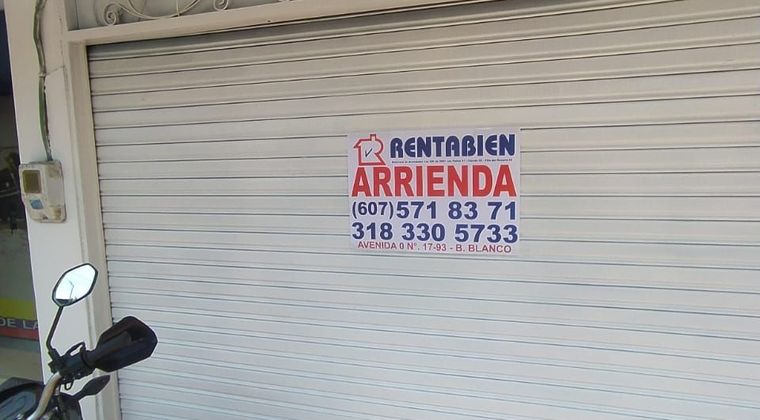 RENTABIEN
ARRIENDA
(607) 571 83 71
318 330 5733
AVENIDA 0 N°. 17-93 - B. BLANCO
DE LA